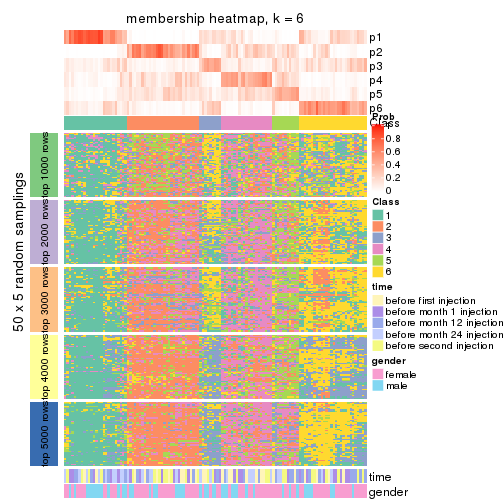 membership heatmap, k = 6
p1
p2
p3
p4
p5
p6
Class
50 x 5 random samplings
top 1000 rows
top 2000 rows
top 3000 rows
top 4000 rows
top 5000 rows
time
gender
Prob
0.8
0.6
0.4
0.2
0
Class
1
2
3
4
5
6
time
before first injection
before month 1 injection
before month 12 injection
before month 24 injection
before second injection
gender
female
male